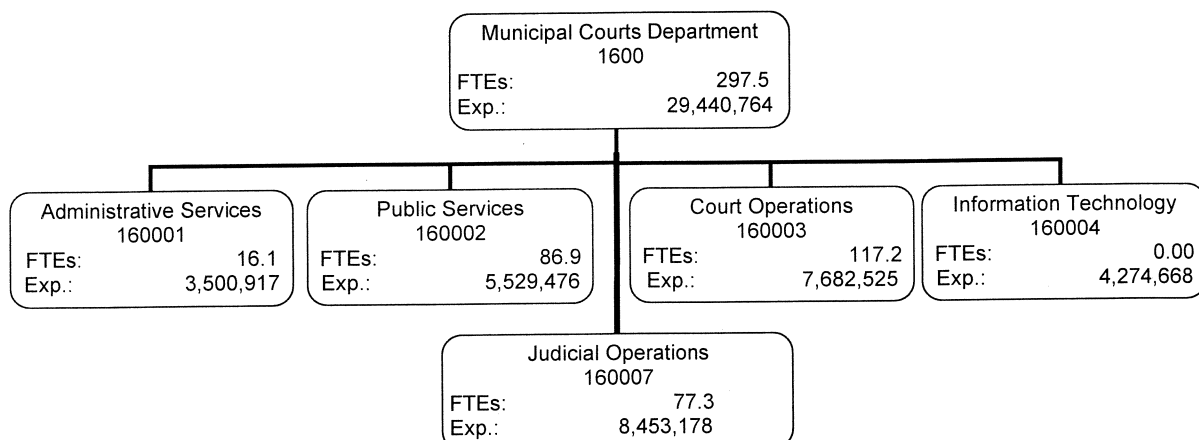 Municipal Courts Department
1600
FTEs: 297.5
Exp.: 29,440,764
Administrative Services
160001
FTEs: 16.1
Exp.: 3,500,917
Public Services
160002
FTEs: 86.9
Exp.: 5,529,476
Court Operations
160003
FTEs: 117.2
Exp.: 7,682,525
Information Technology
160004
FTEs: 0.00
Exp.: 4,274,668
Judicial Operations
160007
FTEs: 77.3
Exp.: 8,453,178